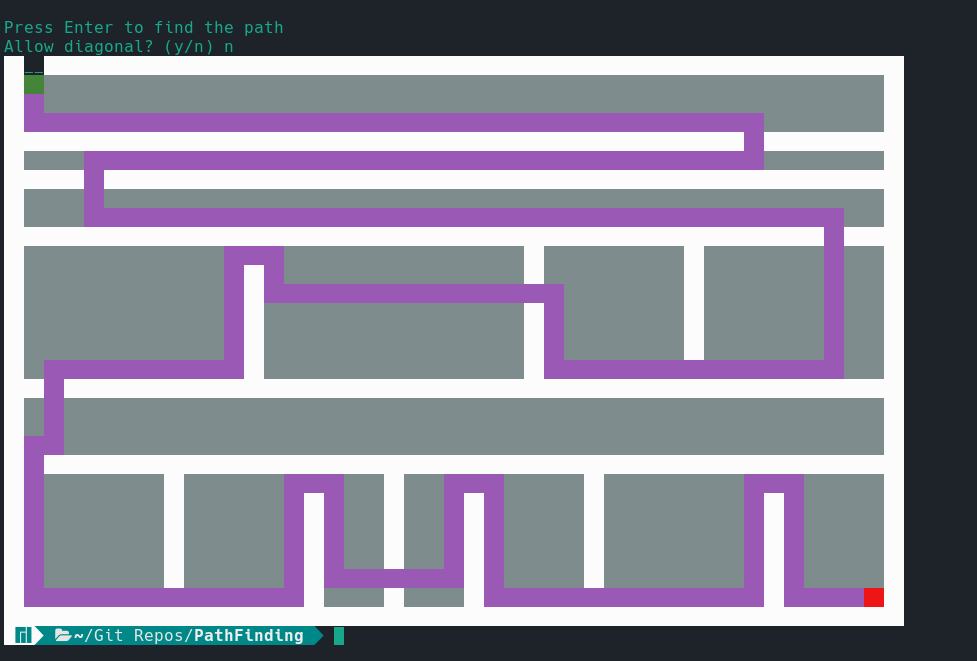 Press Enter to find the path
Allow diagonal? (y/n) n
~/Git Repos/PathFinding